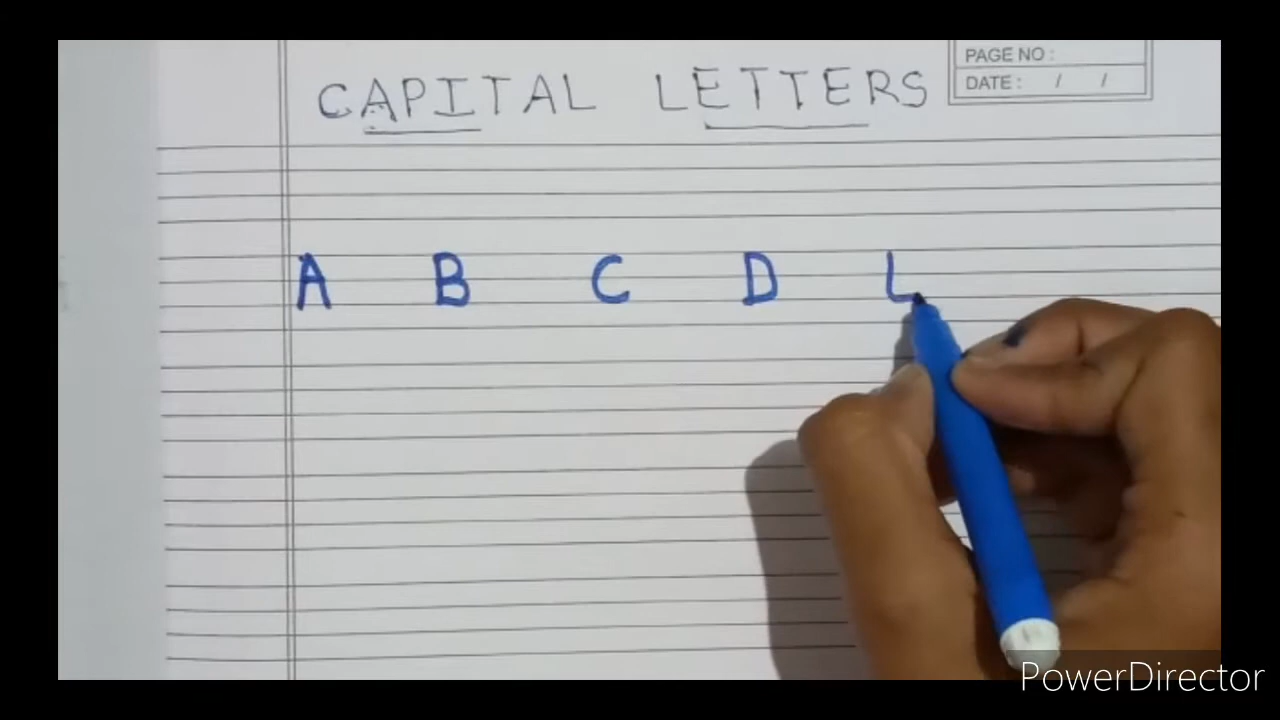 PAGE NO :
CAPITAL LETTERS
DATE : / /
A B C D L
PowerDirector